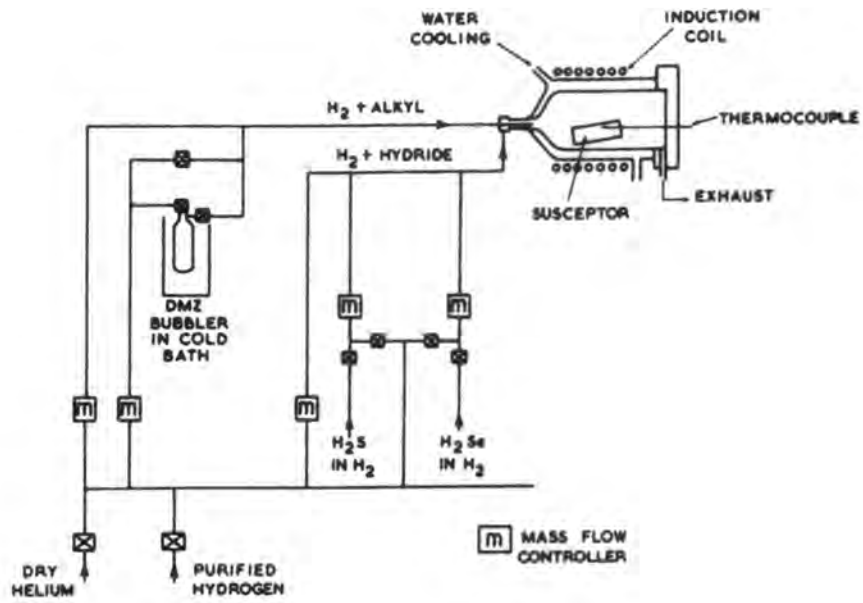 WATER
COOLING
INDUCTION
COIL
H2 + ALKYL
THERMOCOUPLE
H2 + HYDRIDE
EXHAUST
SUSCEPTOR
DMZ
BUBBLER
IN COLD
BATH
m
m
m
m
m
H2S
IN H2
H2Se
IN H2
m MASS FLOW
CONTROLLER
DRY
HELIUM
PURIFIED
HYDROGEN